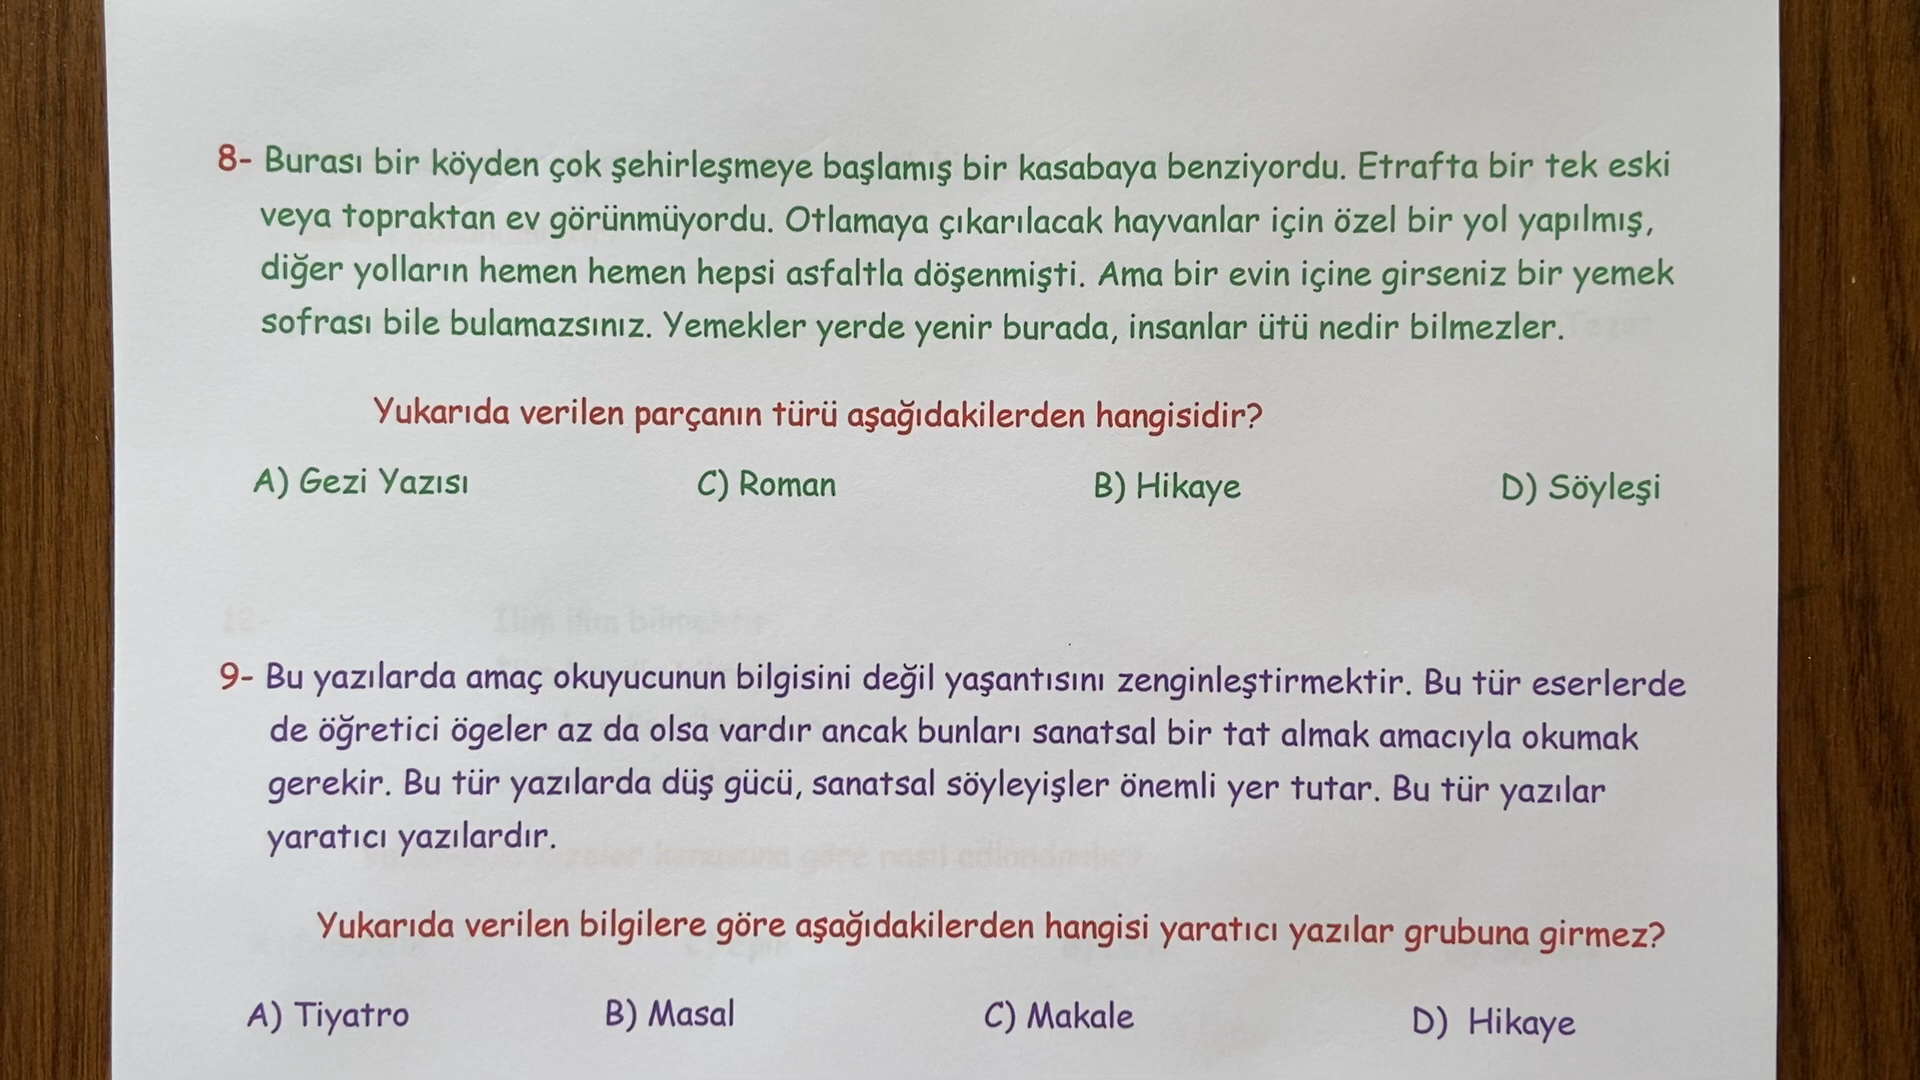 8- Burası bir köyden çok şehirleşmeye başlamış bir kasabaya benziyordu. Etrafta bir tek eski
veya topraktan ev görünmüyordu. Otlamaya çıkarılacak hayvanlar için özel bir yol yapılmış,
diğer yolların hemen hemen hepsi asfaltla döşenmişti. Ama bir evin içine girseniz bir yemek
sofrası bile bulamazsınız. Yemekler yerde yenir burada, insanlar ütü nedir bilmezler.
Yukarıda verilen parçanın türü aşağıdakilerden hangisidir?
A) Gezi Yazısı C) Roman B) Hikaye D) Söyleşi
9- Bu yazılarda amaç okuyucunun bilgisini değil yaşantısını zenginleştirmektir. Bu tür eserlerde
de öğretici ögeler az da olsa vardır ancak bunları sanatsal bir tat almak amacıyla okumak
gerekir. Bu tür yazılarda düş gücü, sanatsal söyleyişler önemli yer tutar. Bu tür yazılar
yaratıcı yazılardır.
Yukarıda verilen bilgilere göre aşağıdakilerden hangisi yaratıcı yazılar grubuna girmez?
A) Tiyatro B) Masal C) Makale D) Hikaye